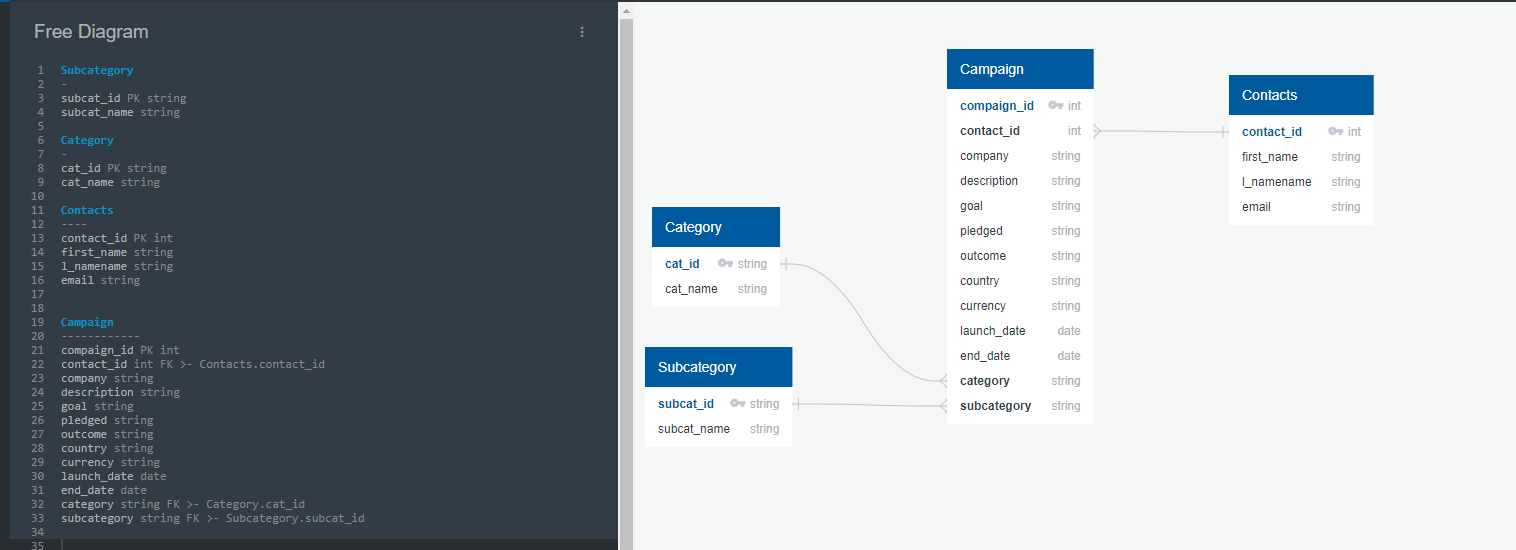 Free Diagram
1 Subcategory
2 -
3 subcat_id PK string
4 subcat_name string
5
6 Category
7 -
8 cat_id PK string
9 cat_name string
10
11 Contacts
12 ----
13 contact_id PK int
14 first_name string
15 l_namename string
16 email string
17
18
19 Campaign
20 ------------
21 compaign_id PK int
22 contact_id int FK >- Contacts.contact_id
23 company string
24 description string
25 goal string
26 pledged string
27 outcome string
28 country string
29 currency string
30 launch_date date
31 end_date date
32 category string FK >- Category.cat_id
33 subcategory string FK >- Subcategory.subcat_id
34
35
Category
cat_id string
cat_name string
Subcategory
subcat_id string
subcat_name string
Campaign
compaign_id int
contact_id int
company string
description string
goal string
pledged string
outcome string
country string
currency string
launch_date date
end_date date
category string
subcategory string
Contacts
contact_id int
first_name string
l_namename string
email string